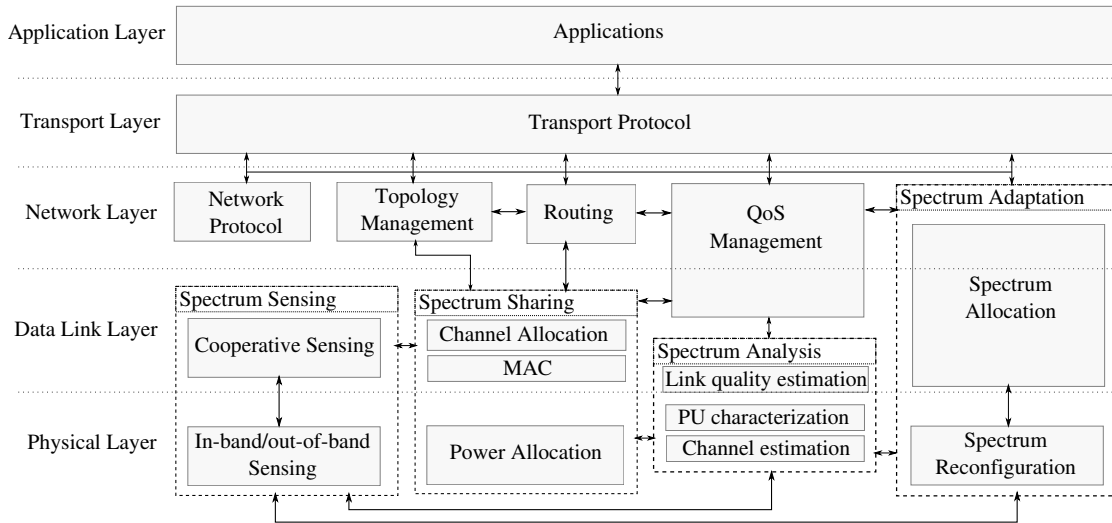 Application Layer
Applications
Transport Layer
Transport Protocol
Network Layer
Network
Protocol
Topology
Management
Routing
QoS
Management
Spectrum Adaptation
Spectrum
Allocation
Data Link Layer
Spectrum Sensing
Cooperative Sensing
Spectrum Sharing
Channel Allocation
MAC
Spectrum Analysis
Link quality estimation
Physical Layer
In-band/out-of-band
Sensing
Power Allocation
PU characterization
Channel estimation
Spectrum
Reconfiguration